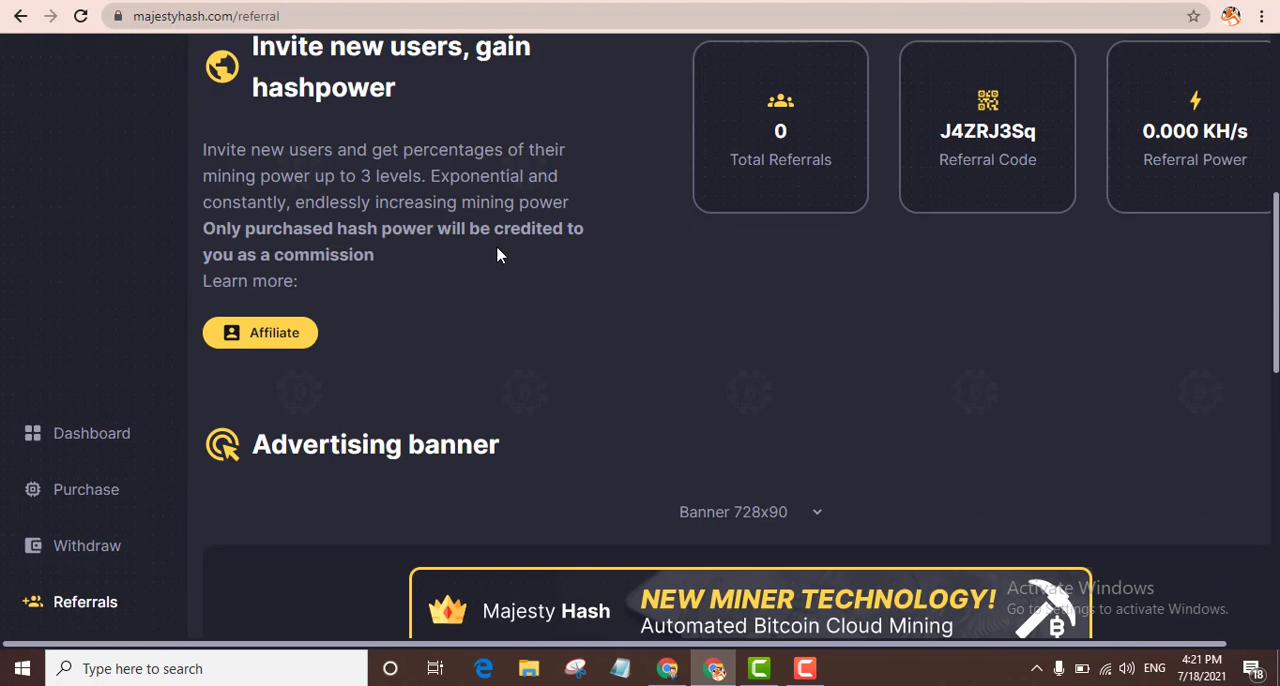 majestyhash.com/referral
Invite new users, gain
hashpower
Invite new users and get percentages of their
mining power up to 3 levels. Exponential and
constantly, endlessly increasing mining power
Only purchased hash power will be credited to
you as a commission
Learn more:
Affiliate
0
Total Referrals
J4ZRJ3Sq
Referral Code
0.000 KH/s
Referral Power
Dashboard
Purchase
Withdraw
Referrals
Advertising banner
Banner 728x90
Majesty Hash
NEW MINER TECHNOLOGY!
Automated Bitcoin Cloud Mining
Activate Windows
Go to Settings to activate Windows.
Type here to search
ENG
4:21 PM
7/18/2021
18